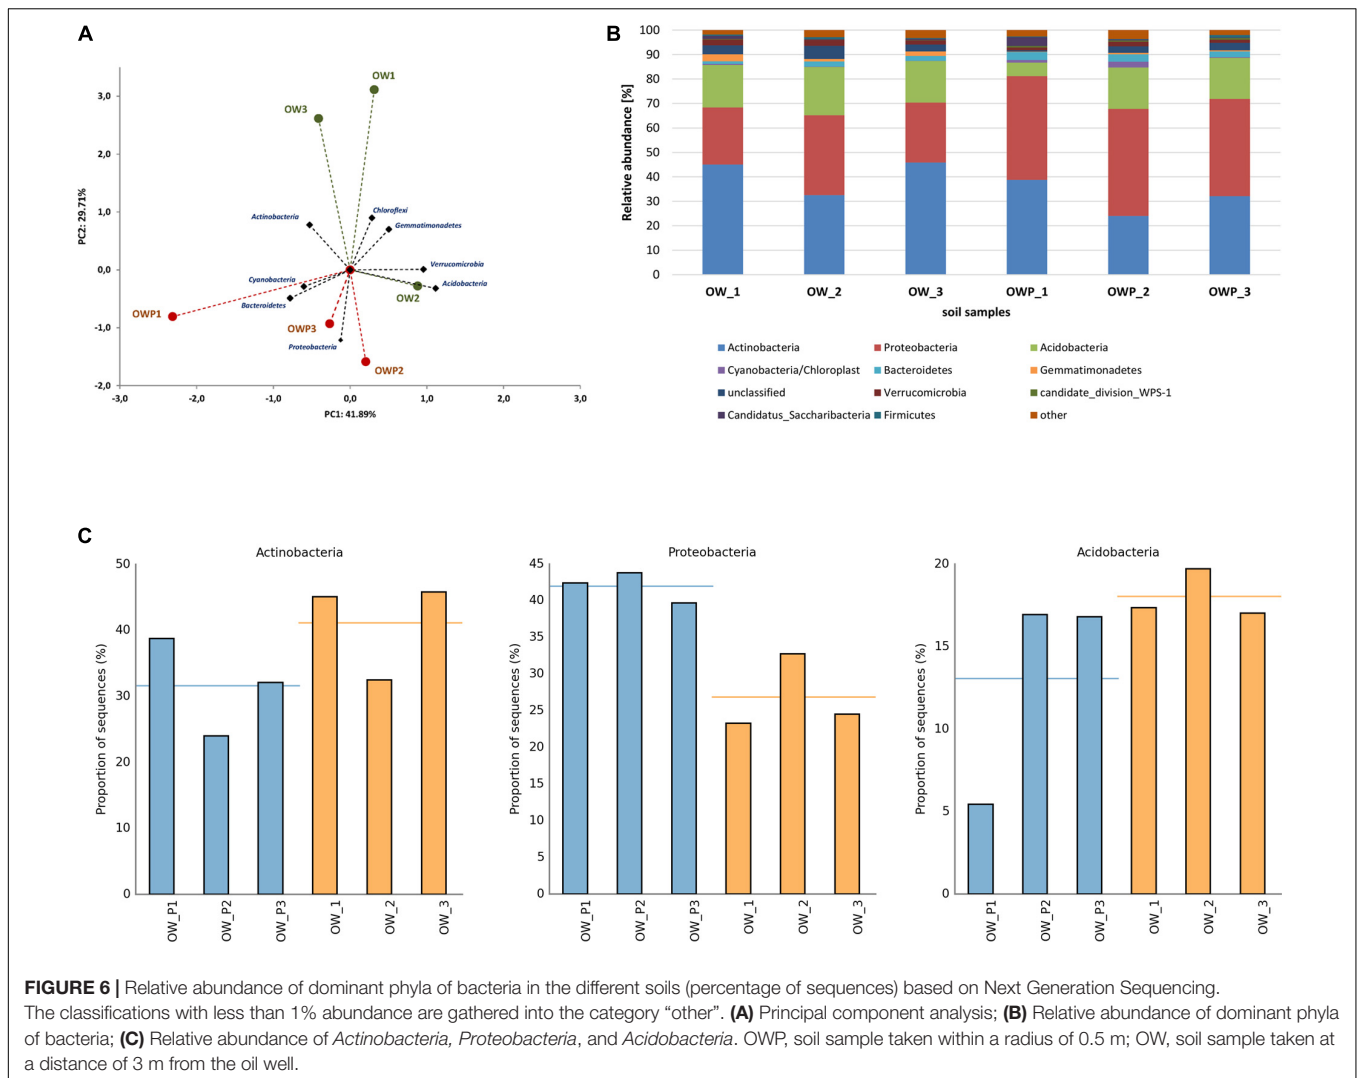 A
3,0
2,0
1,0
0,0
-1,0
-2,0
PC2: 29.71%
OW1
OW3
Actinobacteria
Chloroflexi
Gemmatimonadetes
Verrucomicrobia
Acidobacteria
OW2
Cyanobacteria
Bacteroidetes
OWP1
OWP3
Proteobacteria
OWP2
-3,0 -2,0 -1,0 0,0 1,0 2,0 3,0
PC1: 41.89%
B
100
90
80
70
60
50
40
30
20
10
0
Relative abundance [%]
OW_1 OW_2 OW_3 OWP_1 OWP_2 OWP_3
soil samples
Actinobacteria Proteobacteria Acidobacteria
Cyanobacteria/Chloroplast Bacteroidetes Gemmatimonadetes
unclassified Verrucomicrobia candidate_division_WPS-1
Candidatus_Saccharibacteria Firmicutes other
C
Actinobacteria
50
40
30
20
10
0
Proportion of sequences (%)
OW_P1 OW_P2 OW_P3 OW_1 OW_2 OW_3
Proteobacteria
45
40
35
30
25
20
15
10
5
0
Proportion of sequences (%)
OW_P1 OW_P2 OW_P3 OW_1 OW_2 OW_3
Acidobacteria
20
15
10
5
0
Proportion of sequences (%)
OW_P1 OW_P2 OW_P3 OW_1 OW_2 OW_3
FIGURE 6 | Relative abundance of dominant phyla of bacteria in the different soils (percentage of sequences) based on Next Generation Sequencing.
The classifications with less than 1% abundance are gathered into the category “other”. (A) Principal component analysis; (B) Relative abundance of dominant phyla
of bacteria; (C) Relative abundance of Actinobacteria, Proteobacteria, and Acidobacteria. OWP, soil sample taken within a radius of 0.5 m; OW, soil sample taken at
a distance of 3 m from the oil well.